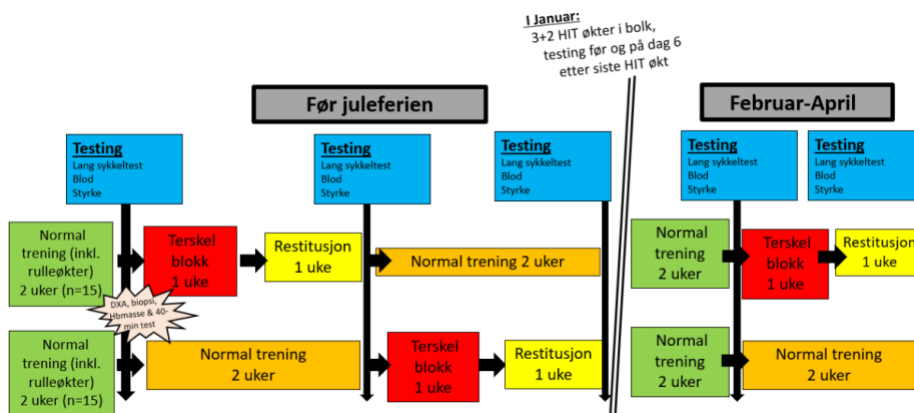 I Januar:
3+2 HIT økter i bolk,
testing før og på dag 6
etter siste HIT økt
Før juleferien
Februar-April
Testing
Lang sykkeltest
Blod
Styrke
Testing
Lang sykkeltest
Blod
Styrke
Testing
Lang sykkeltest
Blod
Styrke
Testing
Lang sykkeltest
Blod
Styrke
Testing
Lang sykkeltest
Blod
Styrke
Normal
trening (inkl.
rulleøkter)
2 uker (n=15)
Terskel
blokk
1 uke
Restitusjon
1 uke
Normal trening 2 uker
Normal
trening
2 uker
Terskel
blokk
1 uke
Restitusjon
1 uke
DXA, biopsi,
Hbmasse & 40-
min test
Normal
trening (inkl.
rulleøkter)
2 uker (n=15)
Normal trening
2 uker
Terskel
blokk
1 uke
Restitusjon
1 uke
Normal
trening
2 uker
Normal trening
2 uker